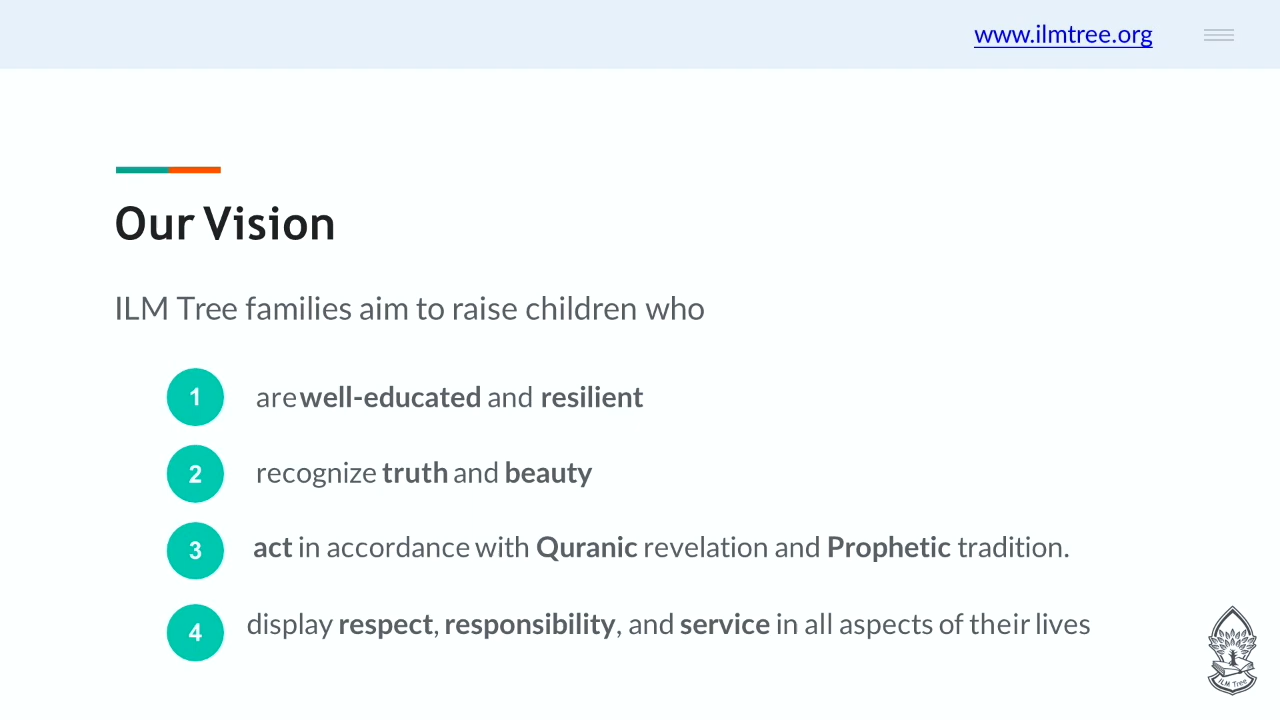 www.ilmtree.org
Our Vision
ILM Tree families aim to raise children who
1 are well-educated and resilient
2 recognize truth and beauty
3 act in accordance with Quranic revelation and Prophetic tradition.
4 display respect, responsibility, and service in all aspects of their lives
ILM Tree